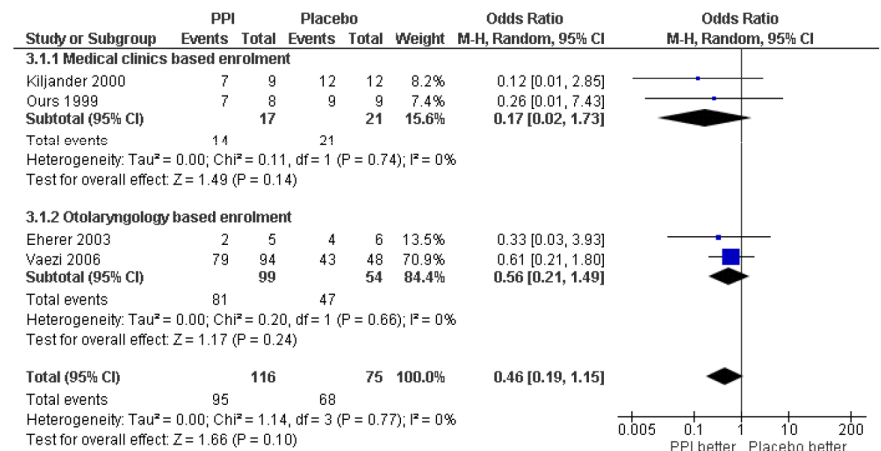 PPI Placebo Odds Ratio Odds Ratio
Study or Subgroup Events Total Events Total Weight M-H, Random, 95% CI M-H, Random, 95% CI
3.1.1 Medical clinics based enrolment
Kiljander 2000 7 9 12 12 8.2% 0.12 [0.01, 2.85]
Ours 1999 7 8 9 9 7.4% 0.26 [0.01, 7.43]
Subtotal (95% CI) 17 21 15.6% 0.17 [0.02, 1.73]
Total events 14 21
Heterogeneity: Tau² = 0.00; Chi² = 0.11, df = 1 (P = 0.74); I² = 0%
Test for overall effect: Z = 1.49 (P = 0.14)
3.1.2 Otolaryngology based enrolment
Eherer 2003 2 5 4 6 13.5% 0.33 [0.03, 3.93]
Vaezi 2006 79 94 43 48 70.9% 0.61 [0.21, 1.80]
Subtotal (95% CI) 99 54 84.4% 0.56 [0.21, 1.49]
Total events 81 47
Heterogeneity: Tau² = 0.00; Chi² = 0.20, df = 1 (P = 0.66); I² = 0%
Test for overall effect: Z = 1.17 (P = 0.24)
Total (95% CI) 116 75 100.0% 0.46 [0.19, 1.15]
Total events 95 68
Heterogeneity: Tau² = 0.00; Chi² = 1.14, df = 3 (P = 0.77); I² = 0%
Test for overall effect: Z = 1.66 (P = 0.10)
0.005 0.1 1 10 200
PPI better Placebo better